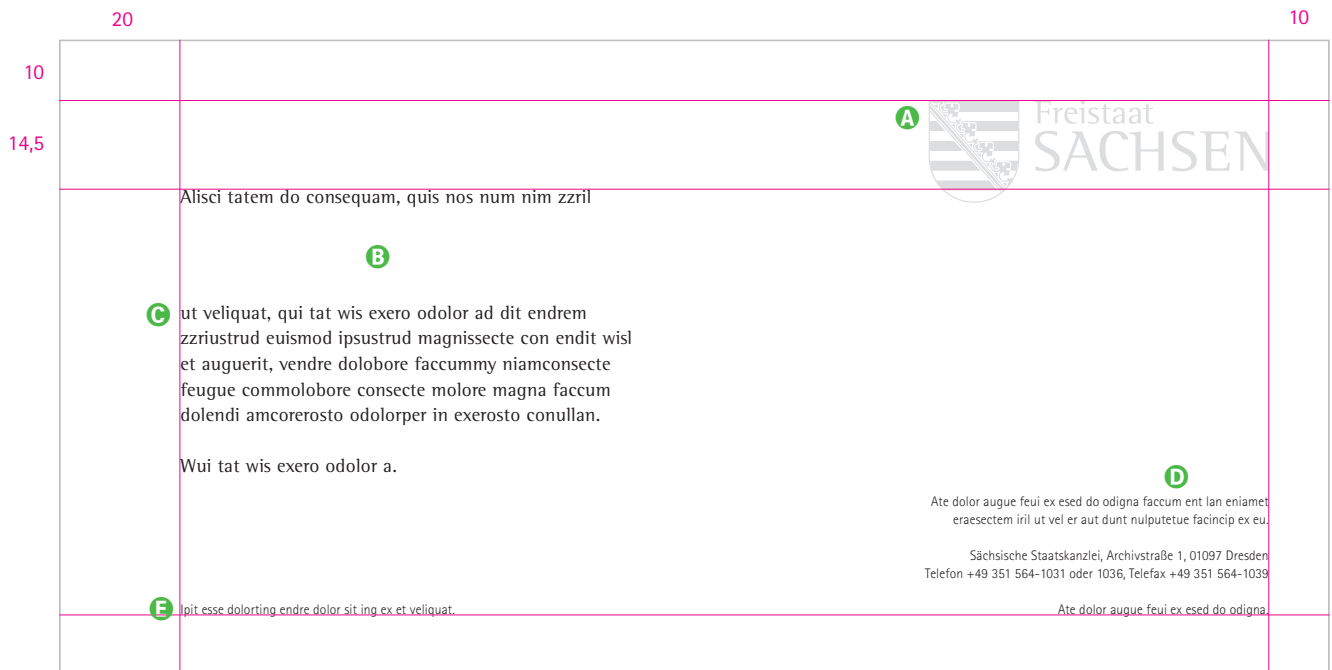 20
10
10
14,5
A
Freistaat
SACHSEN
Alisci tatem do consequam, quis nos num nim zzril
B
C
ut veliquat, qui tat wis exero odolor ad dit endrem
zzriustrud euismod ipsustrud magnissecte con endit wisl
et auguerit, vendre dolobore faccummy niamconsecte
feugue commolobore consecte molore magna faccum
dolendi amcorerosto odolorper in exerosto conullan.
Wui tat wis exero odolor a.
D
Ate dolor augue feui ex esed do odigna faccum ent lan eniamet
eraesectem iril ut vel er aut dunt nulputetue facincip ex eu.
Sächsische Staatskanzlei, Archivstraße 1, 01097 Dresden
Telefon +49 351 564-1031 oder 1036, Telefax +49 351 564-1039
E
Ipit esse dolorting endre dolor sit ing ex et veliquat.
Ate dolor augue feui ex esed do odigna.